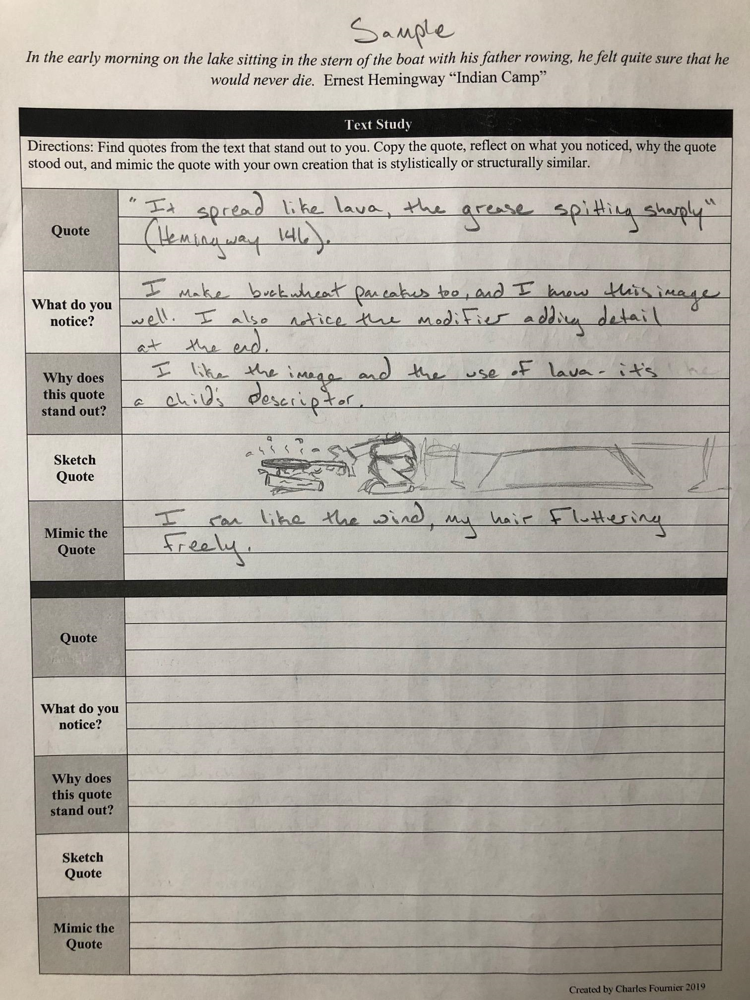 Sample
In the early morning on the lake sitting in the stern of the boat with his father rowing, he felt quite sure that he
would never die. Ernest Hemingway “Indian Camp”
Text Study
Directions: Find quotes from the text that stand out to you. Copy the quote, reflect on what you noticed, why the quote
stood out, and mimic the quote with your own creation that is stylistically or structurally similar.
Quote
"It spread like lava, the grease spitting sharply"
(Hemingway 146).
What do you
notice?
I make buckwheat pancakes too, and I know this image
well. I also notice the modifier adding detail
at the end.
Why does
this quote
stand out?
I like the image and the use of lava - it's
a child's descriptor.
Sketch
Quote
Mimic the
Quote
I ran like the wind, my hair Fluttering
Freely.
Quote
What do you
notice?
Why does
this quote
stand out?
Sketch
Quote
Mimic the
Quote
Created by Charles Fournier 2019